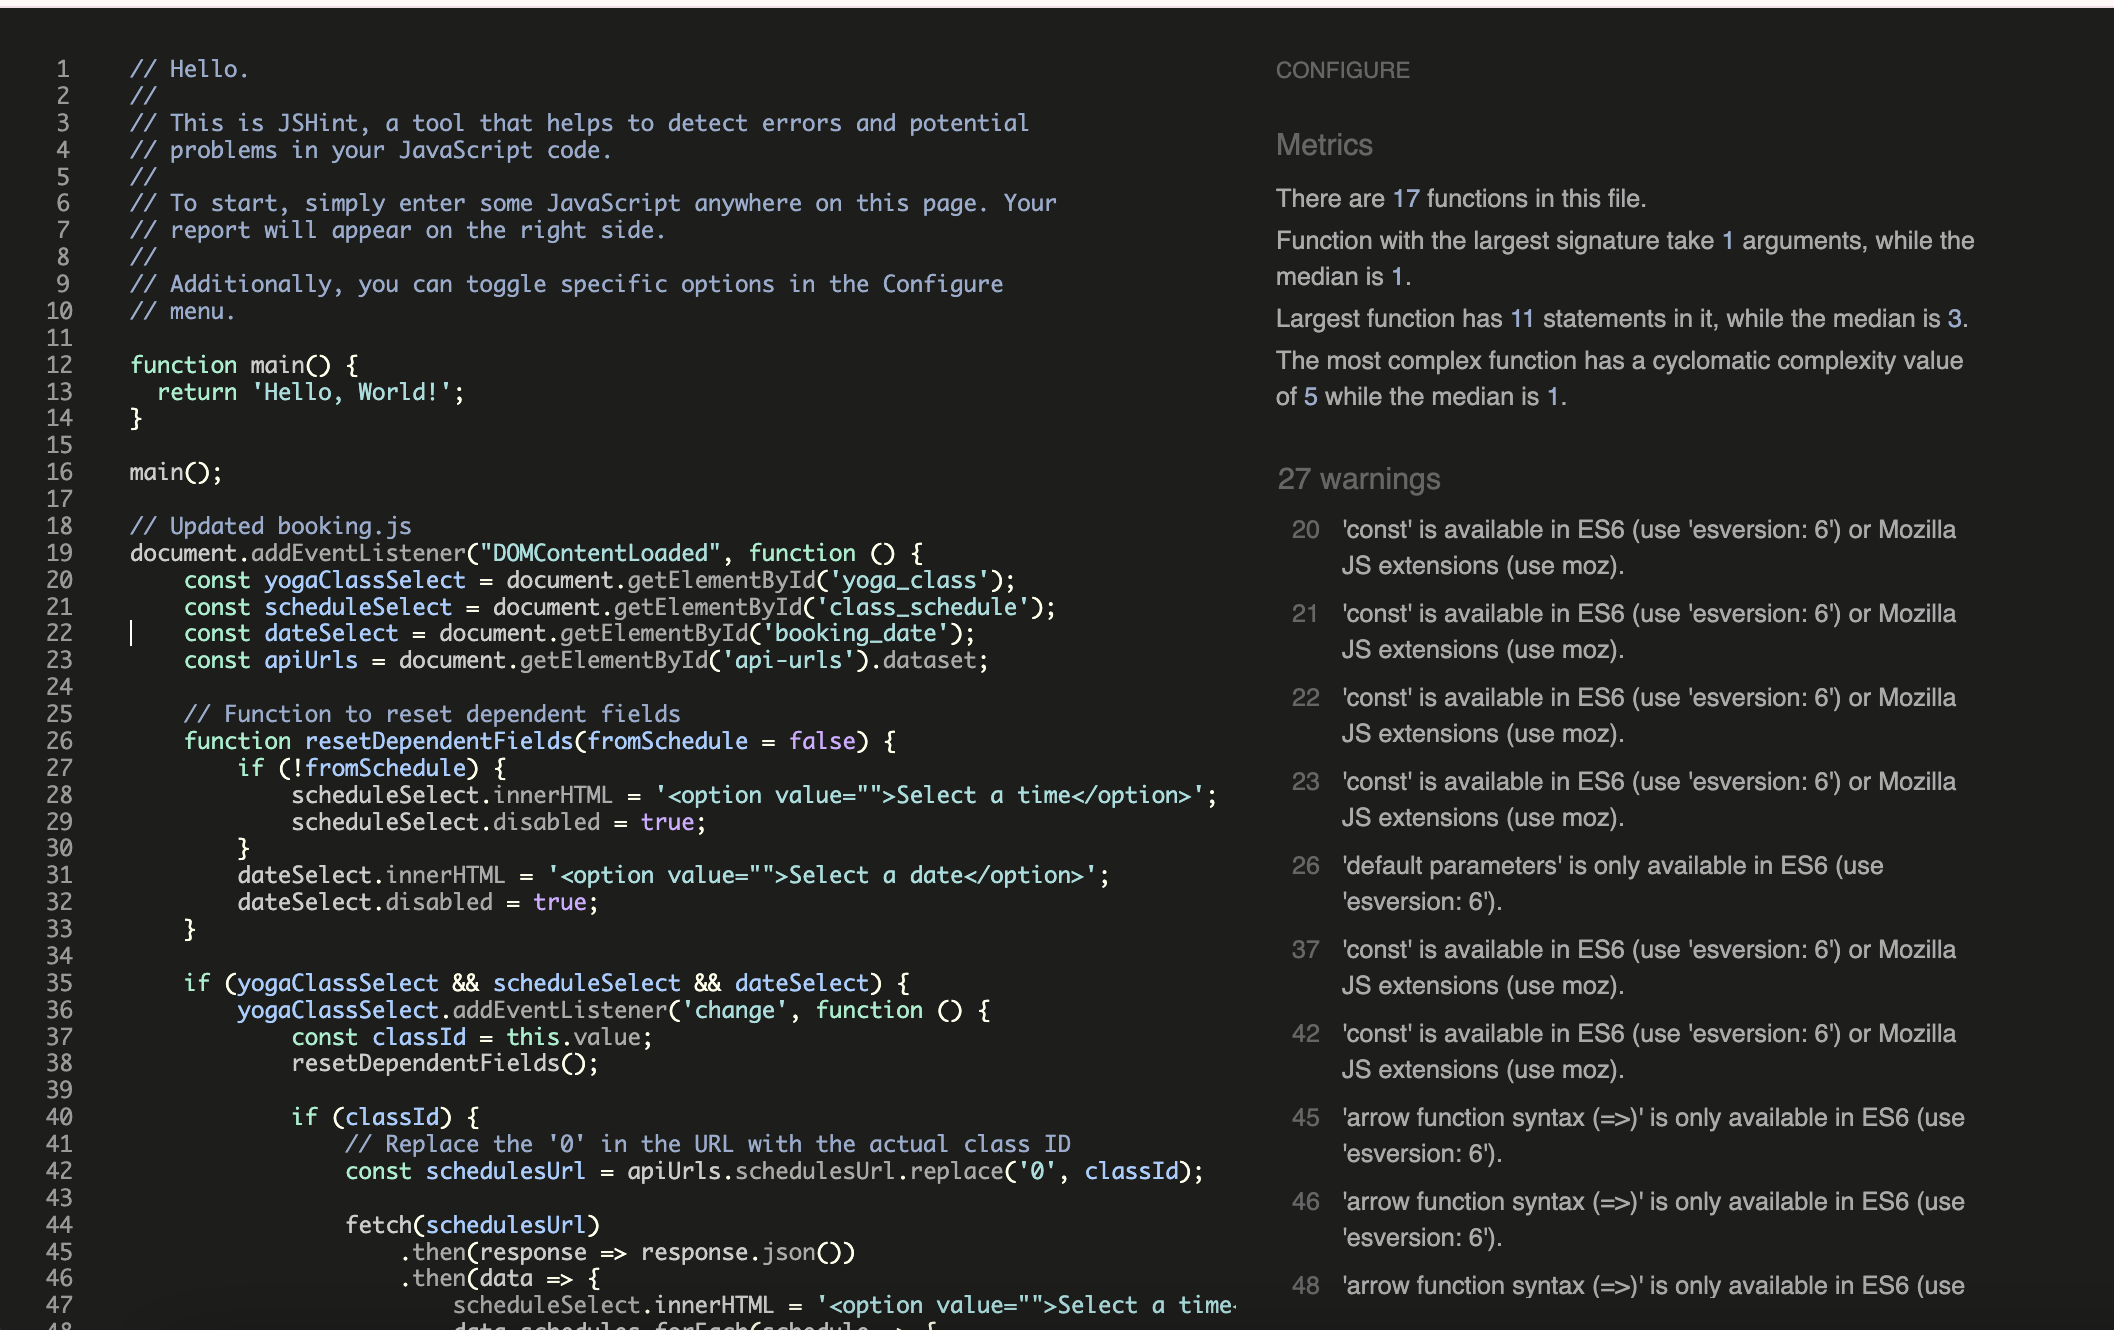 1 // Hello.
2 //
3 // This is JSHint, a tool that helps to detect errors and potential
4 // problems in your JavaScript code.
5 //
6 // To start, simply enter some JavaScript anywhere on this page. Your
7 // report will appear on the right side.
8 //
9 // Additionally, you can toggle specific options in the Configure
10 // menu.
11
12 function main() {
13   return 'Hello, World!';
14 }
15
16 main();
17
18 // Updated booking.js
19 document.addEventListener("DOMContentLoaded", function () {
20     const yogaClassSelect = document.getElementById('yoga_class');
21     const scheduleSelect = document.getElementById('class_schedule');
22     const dateSelect = document.getElementById('booking_date');
23     const apiUrls = document.getElementById('api-urls').dataset;
24
25     // Function to reset dependent fields
26     function resetDependentFields(fromSchedule = false) {
27         if (!fromSchedule) {
28             scheduleSelect.innerHTML = '<option value="">Select a time</option>';
29             scheduleSelect.disabled = true;
30         }
31         dateSelect.innerHTML = '<option value="">Select a date</option>';
32         dateSelect.disabled = true;
33     }
34
35     if (yogaClassSelect && scheduleSelect && dateSelect) {
36         yogaClassSelect.addEventListener('change', function () {
37             const classId = this.value;
38             resetDependentFields();
39
40             if (classId) {
41                 // Replace the '0' in the URL with the actual class ID
42                 const schedulesUrl = apiUrls.schedulesUrl.replace('0', classId);
43
44                 fetch(schedulesUrl)
45                     .then(response => response.json())
46                     .then(data => {
47                         scheduleSelect.innerHTML = '<option value="">Select a time
48                         data.schedules.forEach(schedule => {
CONFIGURE
Metrics
There are 17 functions in this file.
Function with the largest signature take 1 arguments, while the
median is 1.
Largest function has 11 statements in it, while the median is 3.
The most complex function has a cyclomatic complexity value
of 5 while the median is 1.
27 warnings
20 'const' is available in ES6 (use 'esversion: 6') or Mozilla
JS extensions (use moz).
21 'const' is available in ES6 (use 'esversion: 6') or Mozilla
JS extensions (use moz).
22 'const' is available in ES6 (use 'esversion: 6') or Mozilla
JS extensions (use moz).
23 'const' is available in ES6 (use 'esversion: 6') or Mozilla
JS extensions (use moz).
26 'default parameters' is only available in ES6 (use
'esversion: 6').
37 'const' is available in ES6 (use 'esversion: 6') or Mozilla
JS extensions (use moz).
42 'const' is available in ES6 (use 'esversion: 6') or Mozilla
JS extensions (use moz).
45 'arrow function syntax (=>)' is only available in ES6 (use
'esversion: 6').
46 'arrow function syntax (=>)' is only available in ES6 (use
'esversion: 6').
48 'arrow function syntax (=>)' is only available in ES6 (use